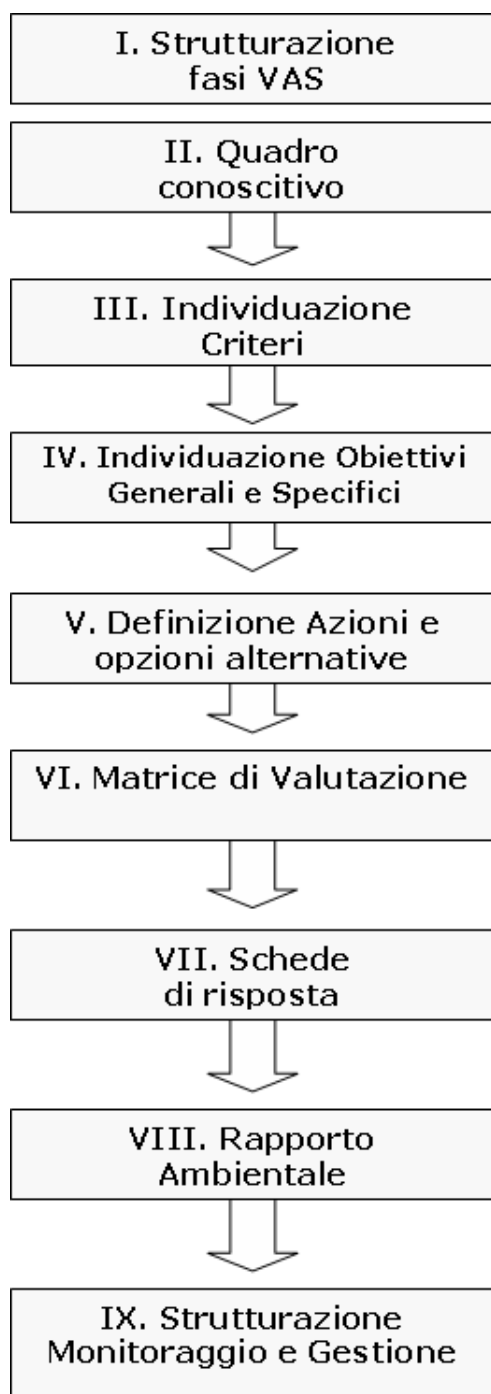 I. Strutturazione
fasi VAS
II. Quadro
conoscitivo
III. Individuazione
Criteri
IV. Individuazione Obiettivi
Generali e Specifici
V. Definizione Azioni e
opzioni alternative
VI. Matrice di Valutazione
VII. Schede
di risposta
VIII. Rapporto
Ambientale
IX. Strutturazione
Monitoraggio e Gestione